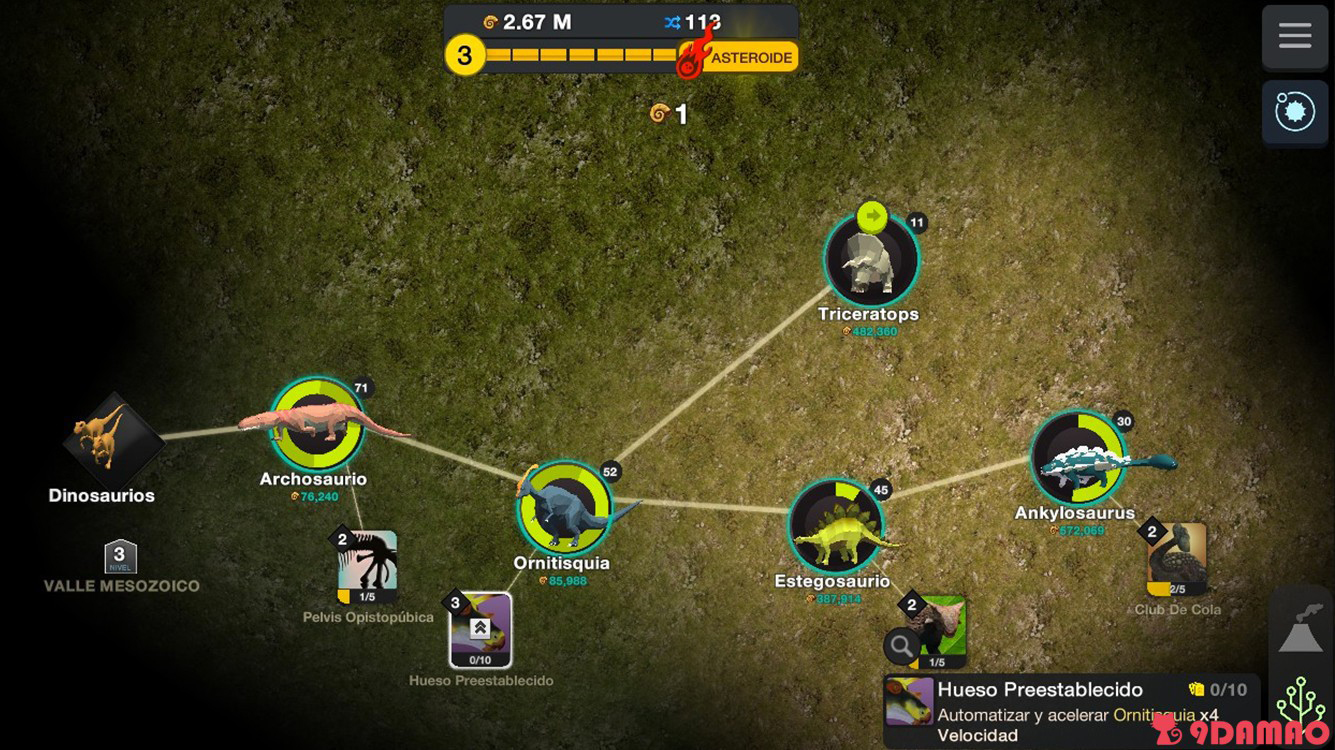 2.67 M
113
3
ASTEROIDE
1
11
Triceratops
482,360
71
Archosaurio
76,240
Dinosaurios
3
NIVEL
VALLE MESOZOICO
52
Ornitisquia
85,988
45
Estegosaurio
387,914
30
Ankylosaurus
672,069
2
1/5
Pelvis Opistopúbica
3
0/10
Hueso Preestablecido
2
1/5
2
2/5
Club De Cola
Hueso Preestablecido 0/10
Automatizar y acelerar Ornitisquia x4
Velocidad
9DAMAO